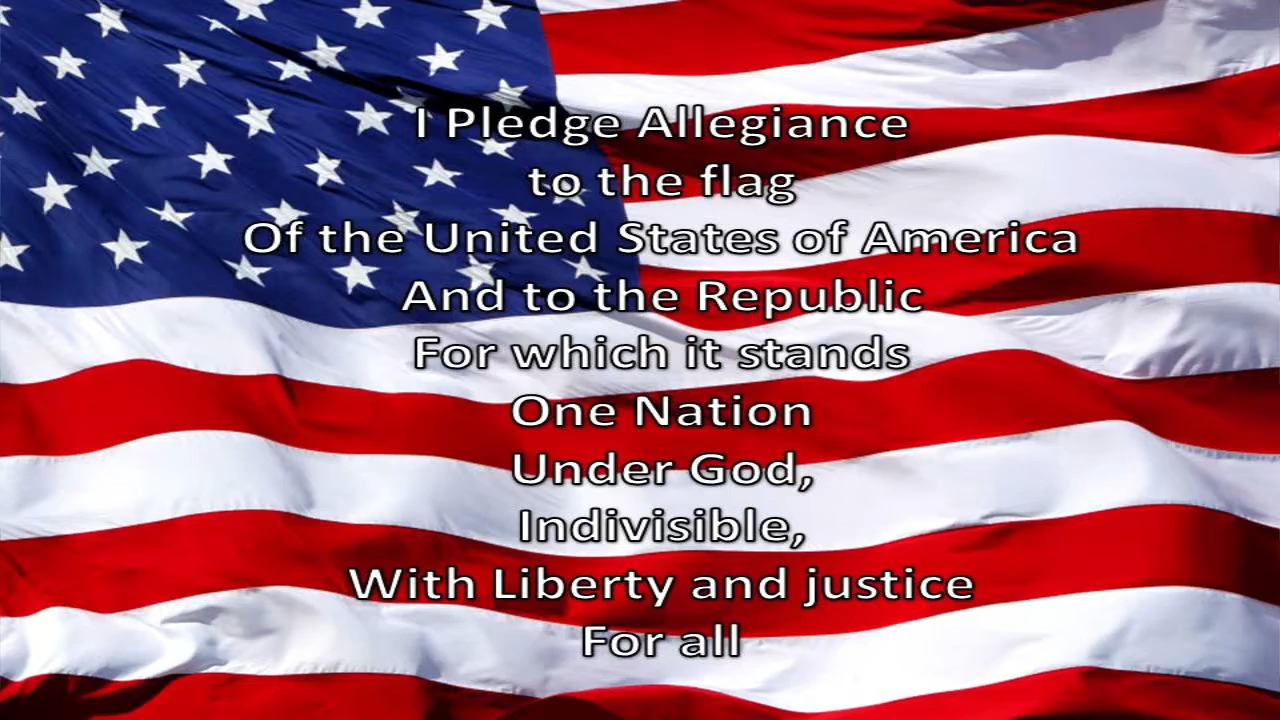 I Pledge Allegiance
to the flag
Of the United States of America
And to the Republic
For which it stands
One Nation
Under God,
Indivisible,
With Liberty and justice
For all